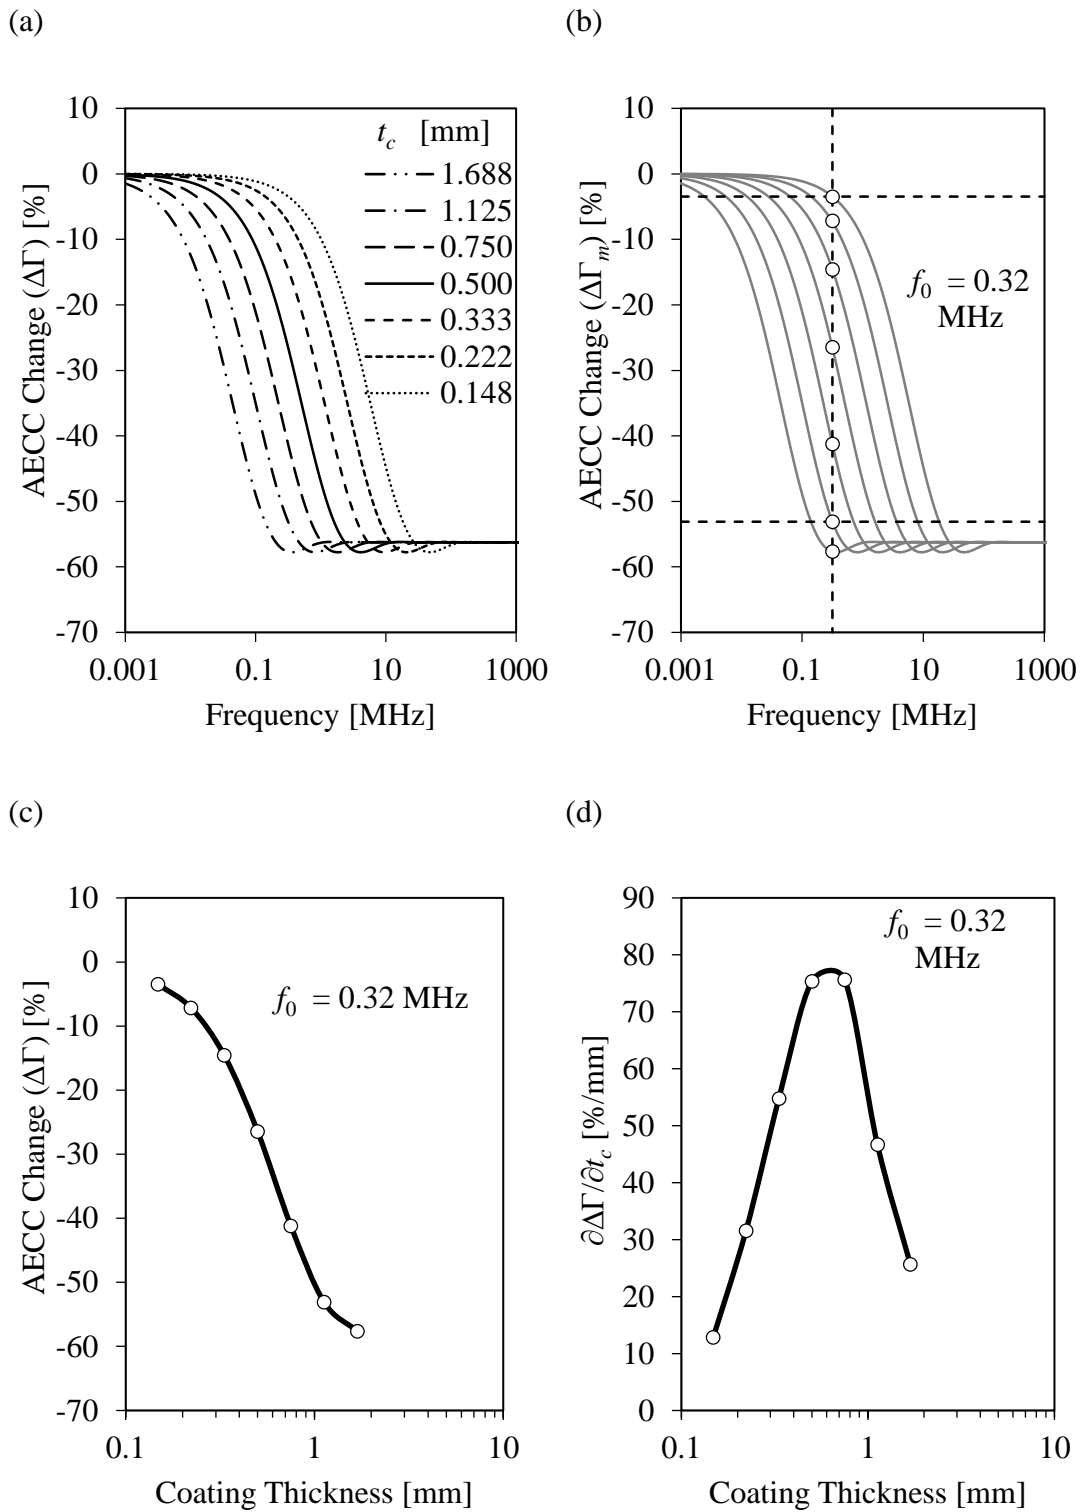 (a)
AECC Change (ΔΓ) [%]
10
0
-10
-20
-30
-40
-50
-60
-70
t_c [mm]
1.688
1.125
0.750
0.500
0.333
0.222
0.148
0.001 0.1 10 1000
Frequency [MHz]
(b)
AECC Change (ΔΓ_m) [%]
10
0
-10
-20
-30
-40
-50
-60
-70
f_0 = 0.32
MHz
0.001 0.1 10 1000
Frequency [MHz]
(c)
AECC Change (ΔΓ) [%]
10
0
-10
-20
-30
-40
-50
-60
-70
f_0 = 0.32 MHz
0.1 1 10
Coating Thickness [mm]
(d)
∂ΔΓ/∂t_c [%/mm]
90
80
70
60
50
40
30
20
10
0
f_0 = 0.32
MHz
0.1 1 10
Coating Thickness [mm]